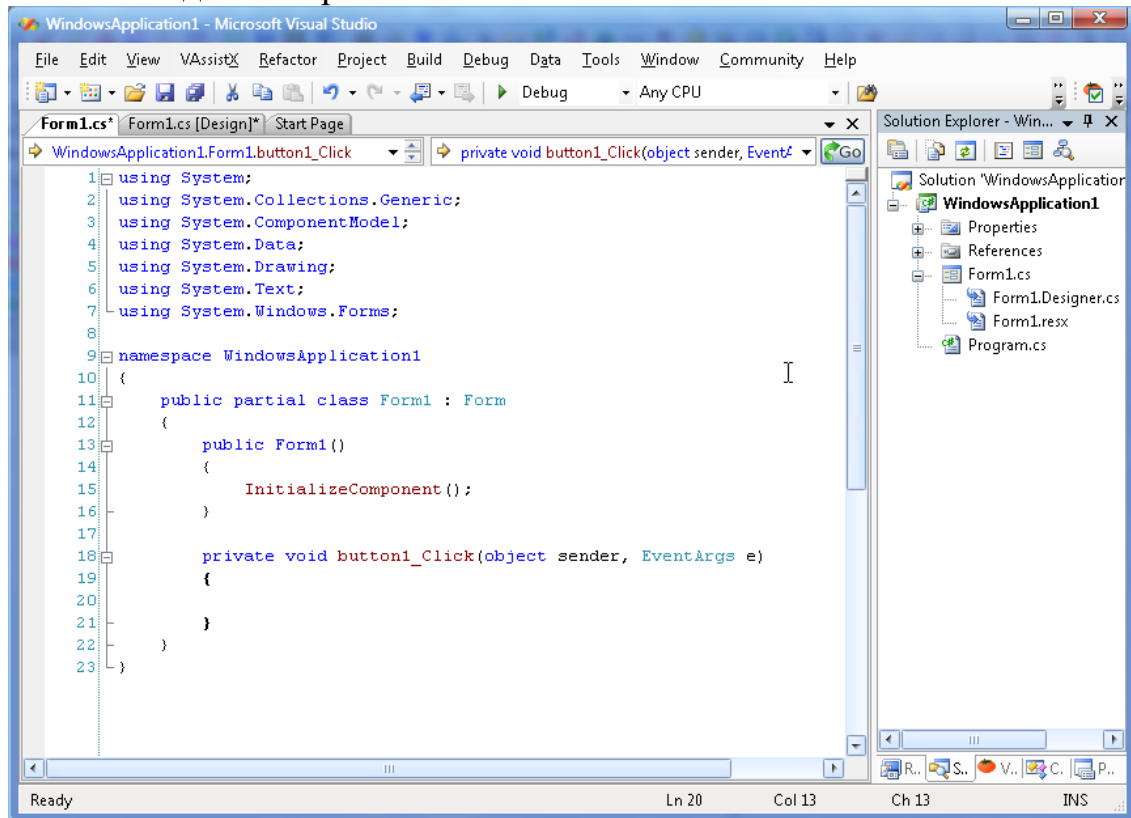 WindowsApplication1 - Microsoft Visual Studio
File Edit View VAssistX Refactor Project Build Debug Data Tools Window Community Help
Debug Any CPU
Form1.cs* Form1.cs [Design]* Start Page
WindowsApplication1.Form1.button1_Click private void button1_Click(object sender, EventA Go
1 using System;
2 using System.Collections.Generic;
3 using System.ComponentModel;
4 using System.Data;
5 using System.Drawing;
6 using System.Text;
7 using System.Windows.Forms;
8
9 namespace WindowsApplication1
10 {
11 public partial class Form1 : Form
12 {
13 public Form1()
14 {
15 InitializeComponent();
16 }
17
18 private void button1_Click(object sender, EventArgs e)
19 {
20
21 }
22 }
23 }
Solution Explorer - Win...
Solution 'WindowsApplication
WindowsApplication1
Properties
References
Form1.cs
Form1.Designer.cs
Form1.resx
Program.cs
R.. S.. V.. C. P..
Ready Ln 20 Col 13 Ch 13 INS